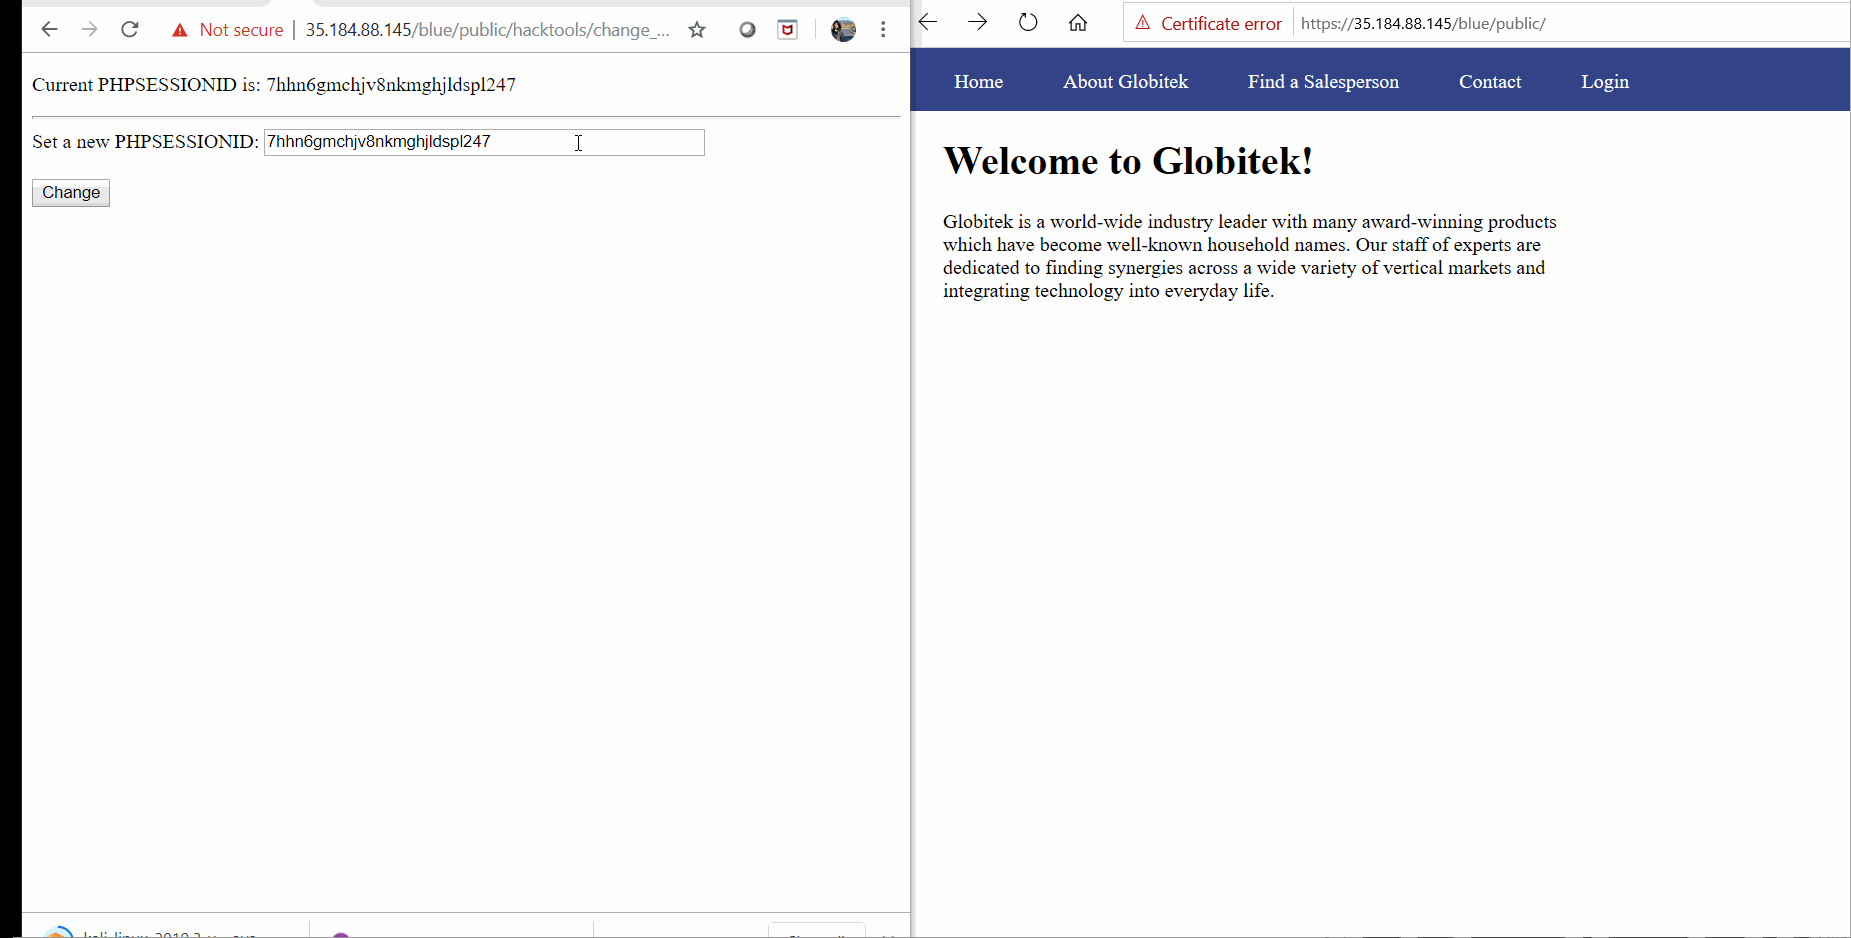 Not secure | 35.184.88.145/blue/public/hacktools/change_...
Current PHPSESSIONID is: 7hhn6gmchjv8nkmghjldspl247
Set a new PHPSESSIONID: 7hhn6gmchjv8nkmghjldspl247
Change
Certificate error https://35.184.88.145/blue/public/
Home About Globitek Find a Salesperson Contact Login
Welcome to Globitek!
Globitek is a world-wide industry leader with many award-winning products
which have become well-known household names. Our staff of experts are
dedicated to finding synergies across a wide variety of vertical markets and
integrating technology into everyday life.